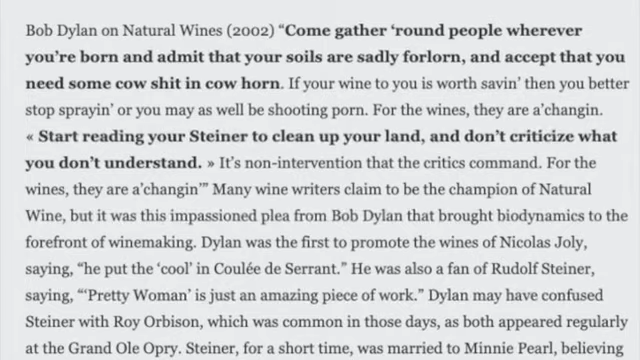 Bob Dylan on Natural Wines (2002) “Come gather ‘round people wherever
you’re born and admit that your soils are sadly forlorn, and accept that you
need some cow shit in cow horn. If your wine to you is worth savin’ then you better
stop sprayin’ or you may as well be shooting porn. For the wines, they are a’changin.
« Start reading your Steiner to clean up your land, and don’t criticize what
you don’t understand. » It’s non-intervention that the critics command. For the
wines, they are a’changin’” Many wine writers claim to be the champion of Natural
Wine, but it was this impassioned plea from Bob Dylan that brought biodynamics to the
forefront of winemaking. Dylan was the first to promote the wines of Nicolas Joly,
saying, “he put the ‘cool’ in Coulée de Serrant.” He was also a fan of Rudolf Steiner,
saying, “‘Pretty Woman’ is just an amazing piece of work.” Dylan may have confused
Steiner with Roy Orbison, which was common in those days, as both appeared regularly
at the Grand Ole Opry. Steiner, for a short time, was married to Minnie Pearl, believing